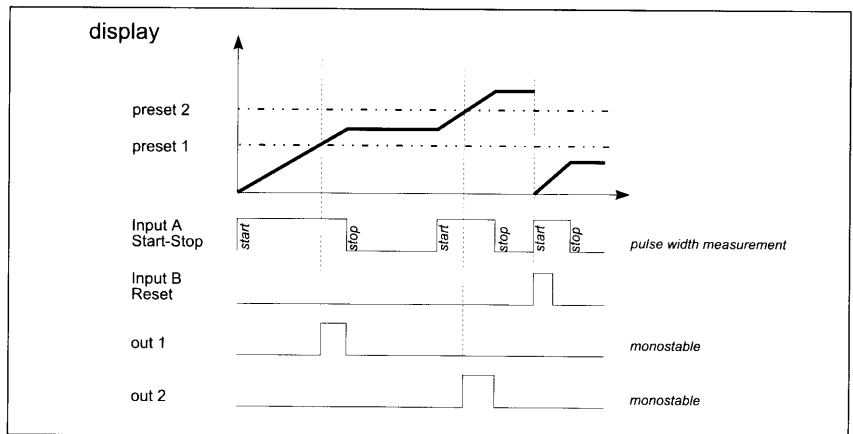 display
preset 2
preset 1
Input A
Start-Stop
start
stop
start
stop
start
stop
pulse width measurement
Input B
Reset
out 1
monostable
out 2
monostable